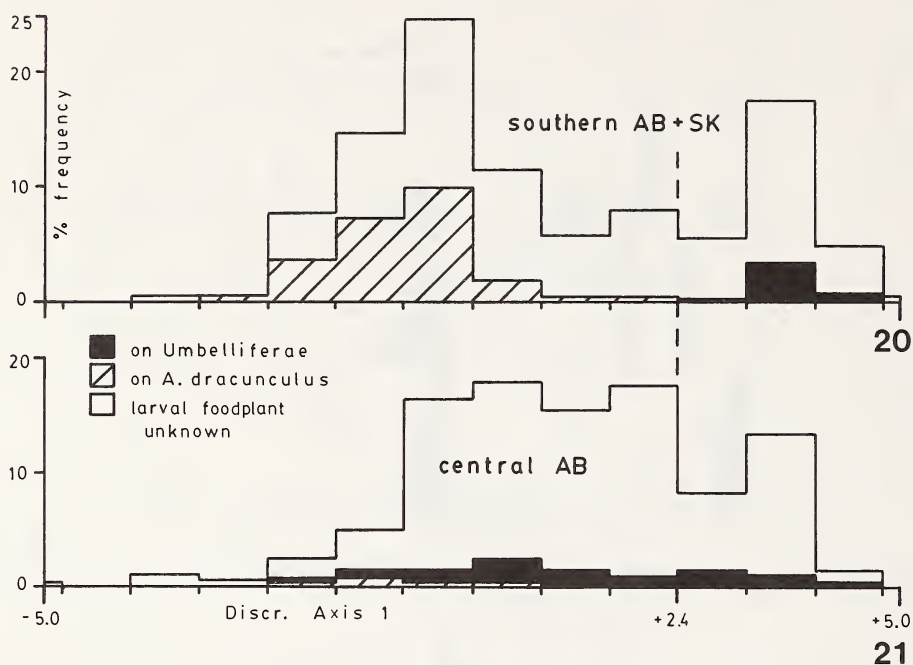 25
20
10
0
% frequency
southern AB+SK
20
on Umbelliferae
on A. dracunculus
larval foodplant
unknown
20
10
0
central AB
-5.0
Discr. Axis 1
+2.4
+5.0
21